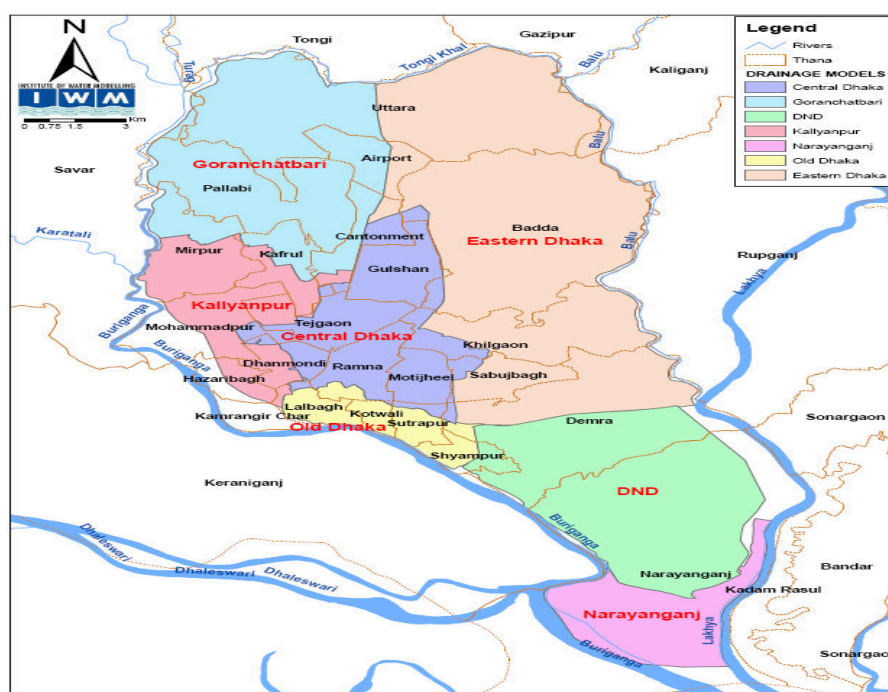 N
INSTITUTE OF WATER MODELLING
IWM
0 0.75 1.5 3 Km
Legend
Rivers
Thana
DRAINAGE MODELS
Central Dhaka
Goranchatbari
DND
Kallyanpur
Narayanganj
Old Dhaka
Eastern Dhaka
Tongi
Gazipur
Tongi Khal
Balu
Kaliganj
Turag
Uttara
Savar
Goranchatbari
Airport
Balu
Pallabi
Karatali
Cantonment
Badda
Eastern Dhaka
Balu
Mirpur
Kafrul
Gulshan
Rupganj
Lakhya
Kallyanpur
Buriganga
Mohammadpur
Tejgaon
Central Dhaka
Khilgaon
Buriganga
Dhanmondi
Ramna
Motijheel
Sabujbagh
Hazaribagh
Kamrangir Char
Lalbagh
Kotwali
Sutrapur
Old Dhaka
Demra
Sonargaon
Shyampur
Keraniganj
DND
Buriganga
Dhaleswari
Dhaleswari
Dhaleswari
Narayanganj
Bandar
Kadam Rasul
Narayanganj
Lakhya
Buriganga
Sonargao